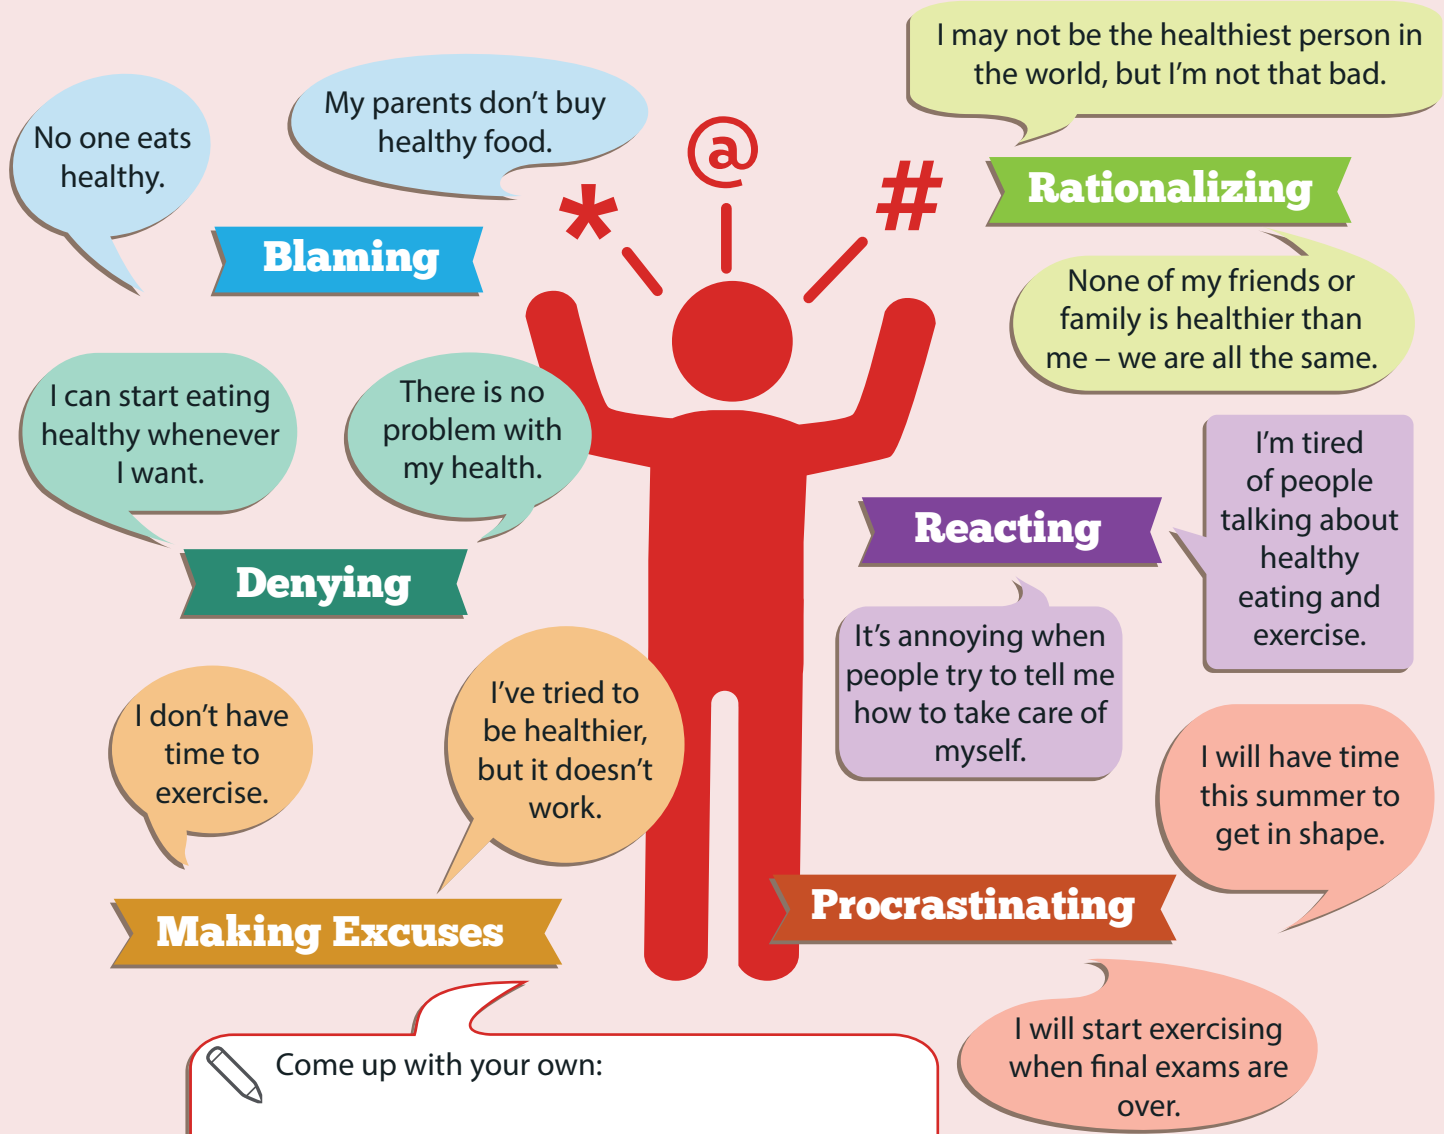 No one eats
healthy.
My parents don't buy
healthy food.
Blaming
* @ #
I may not be the healthiest person in
the world, but I'm not that bad.
Rationalizing
None of my friends or
family is healthier than
me – we are all the same.
I can start eating
healthy whenever
I want.
There is no
problem with
my health.
Denying
Reacting
I'm tired
of people
talking about
healthy
eating and
exercise.
It's annoying when
people try to tell me
how to take care of
myself.
I don't have
time to
exercise.
I've tried to
be healthier,
but it doesn't
work.
Making Excuses
I will have time
this summer to
get in shape.
Procrastinating
I will start exercising
when final exams are
over.
Come up with your own: